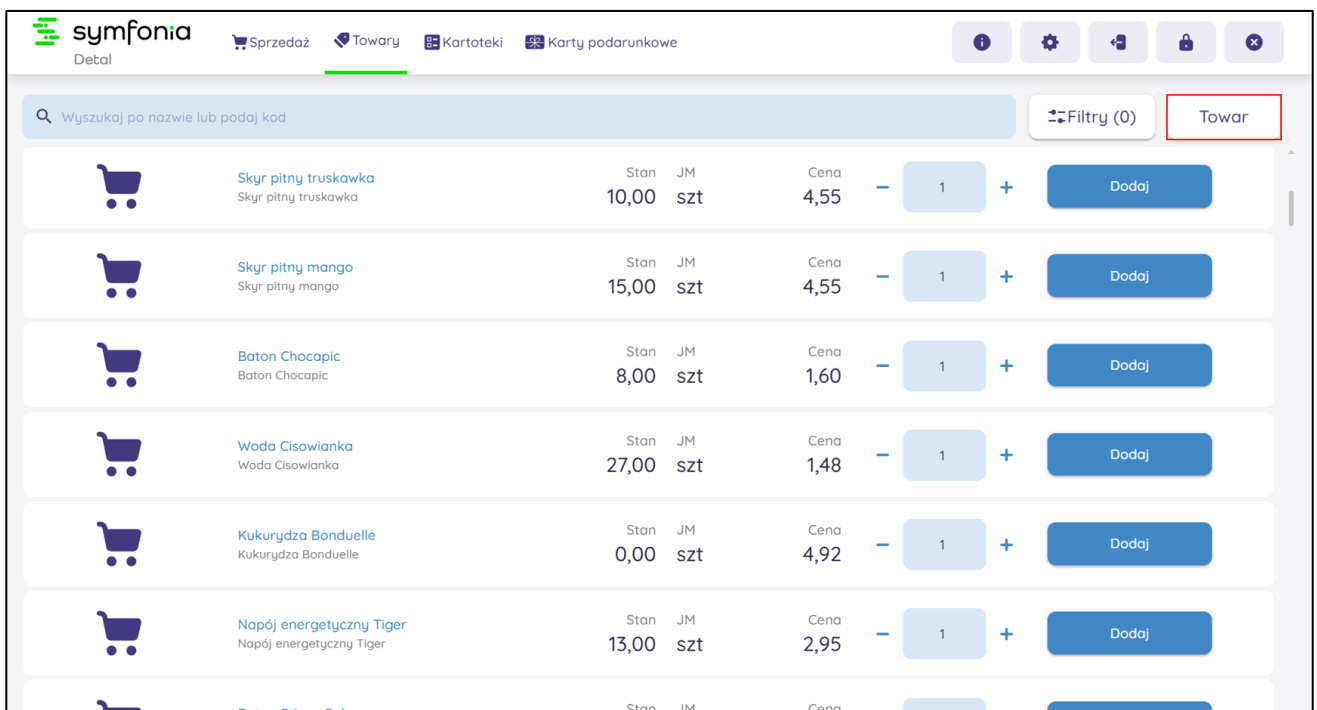 symfonia
Detal
Sprzedaż Towary Kartoteki Karty podarunkowe
Wyszukaj po nazwie lub podaj kod
Filtry (0) Towar
Skyr pitny truskawka
Skyr pitny truskawka
Stan JM Cena
10,00 szt 4,55 − 1 + Dodaj
Skyr pitny mango
Skyr pitny mango
Stan JM Cena
15,00 szt 4,55 − 1 + Dodaj
Baton Chocapic
Baton Chocapic
Stan JM Cena
8,00 szt 1,60 − 1 + Dodaj
Woda Cisowianka
Woda Cisowianka
Stan JM Cena
27,00 szt 1,48 − 1 + Dodaj
Kukurydza Bonduelle
Kukurydza Bonduelle
Stan JM Cena
0,00 szt 4,92 − 1 + Dodaj
Napój energetyczny Tiger
Napój energetyczny Tiger
Stan JM Cena
13,00 szt 2,95 − 1 + Dodaj
Stan JM Cena